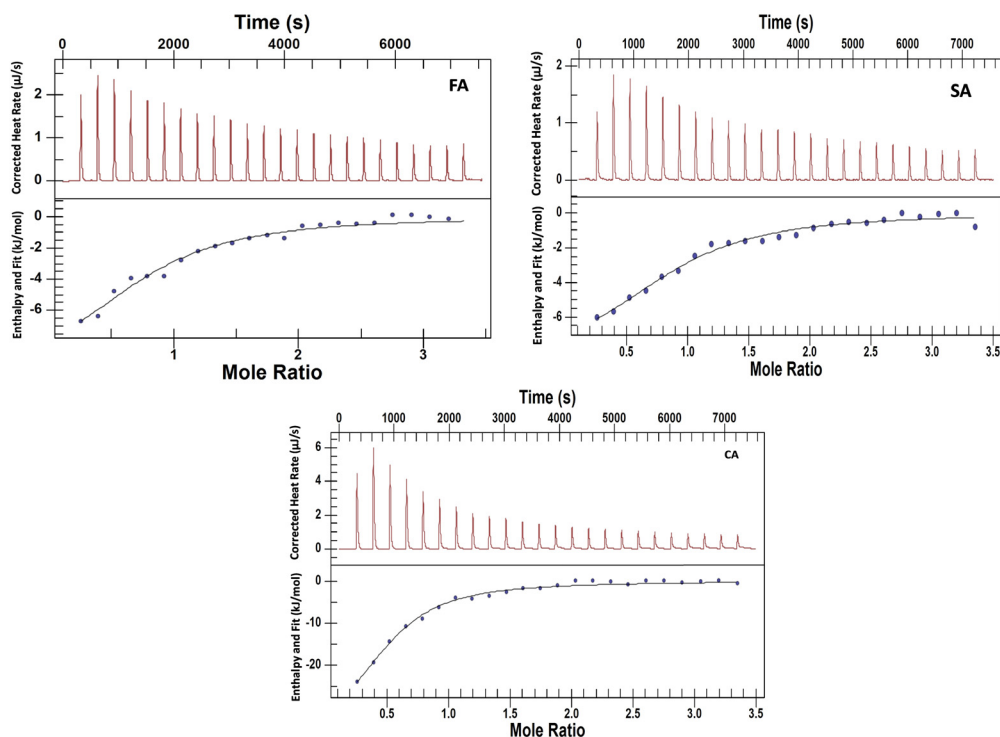 Time (s)
0 2000 4000 6000
Corrected Heat Rate (µJ/s)
2
1
0
FA
Enthalpy and Fit (kJ/mol)
0
-2
-4
-6
1 2 3
Mole Ratio
Time (s)
0 1000 2000 3000 4000 5000 6000 7000
Corrected Heat Rate (µJ/s)
2
1
0
SA
Enthalpy and Fit (kJ/mol)
0
-2
-4
-6
0.5 1.0 1.5 2.0 2.5 3.0 3.5
Mole Ratio
Time (s)
0 1000 2000 3000 4000 5000 6000 7000
Corrected Heat Rate (µJ/s)
6
4
2
0
CA
Enthalpy and Fit (kJ/mol)
0
-10
-20
0.5 1.0 1.5 2.0 2.5 3.0 3.5
Mole Ratio